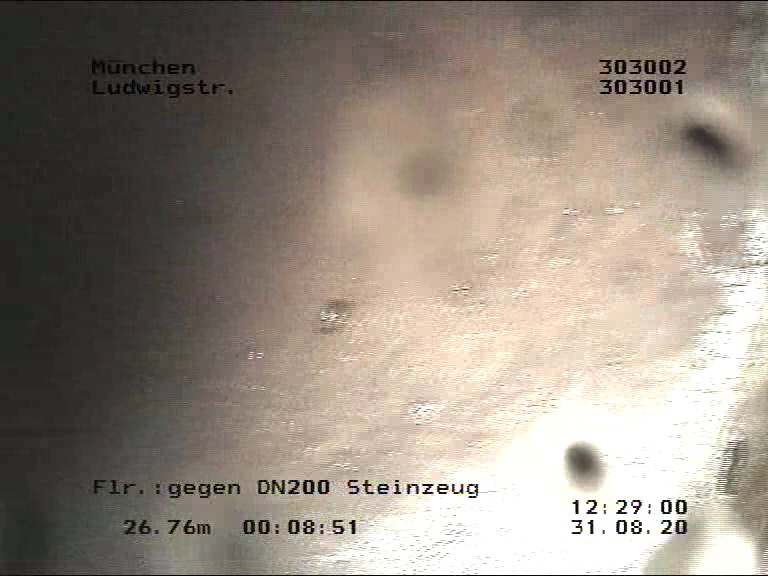 München 303002
Ludwigstr. 303001
Flr.:gegen DN200 Steinzeug
12:29:00
26.76m 00:08:51 31.08.20